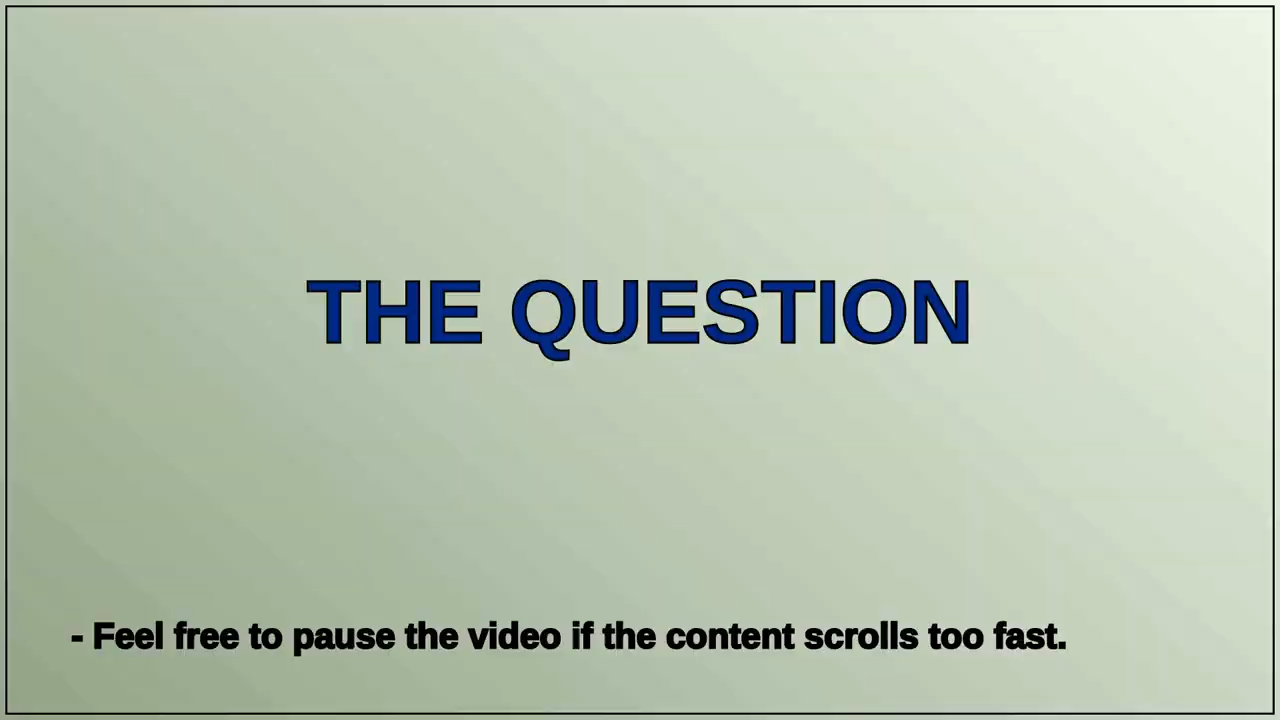 THE QUESTION
- Feel free to pause the video if the content scrolls too fast.